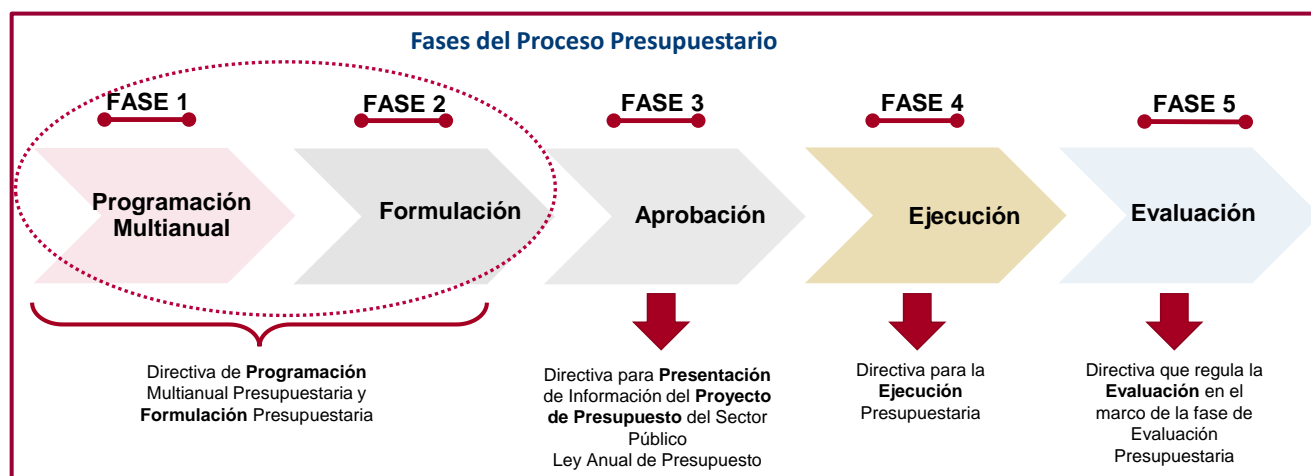 Fases del Proceso Presupuestario
FASE 1
FASE 2
FASE 3
FASE 4
FASE 5
Programación
Multianual
Formulación
Aprobación
Ejecución
Evaluación
Directiva de Programación
Multianual Presupuestaria y
Formulación Presupuestaria
Directiva para Presentación
de Información del Proyecto
de Presupuesto del Sector
Público
Ley Anual de Presupuesto
Directiva para la
Ejecución
Presupuestaria
Directiva que regula la
Evaluación en el
marco de la fase de
Evaluación
Presupuestaria